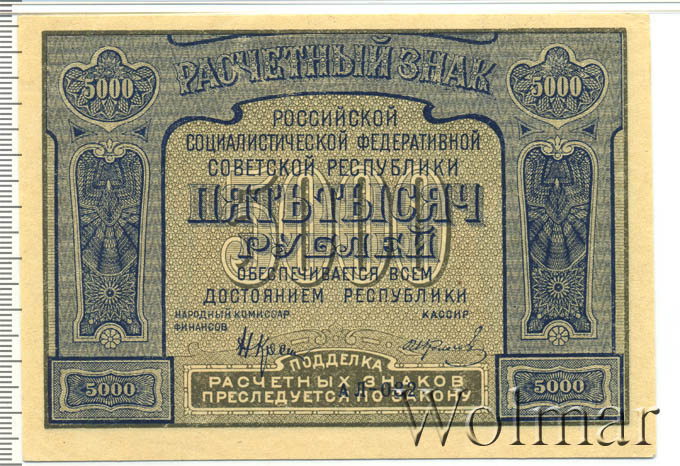 РАСЧЕТНЫЙ ЗНАК
5000 5000
РОССИЙСКОЙ
СОЦИАЛИСТИЧЕСКОЙ ФЕДЕРАТИВНОЙ
СОВЕТСКОЙ РЕСПУБЛИКИ
5000
ПЯТЬ ТЫСЯЧ
РУБЛЕЙ
ОБЕСПЕЧИВАЕТСЯ ВСЕМ
ДОСТОЯНИЕМ РЕСПУБЛИКИ
НАРОДНЫЙ КОМИССАР
ФИНАНСОВ
КАССИР
ПОДДЕЛКА
РАСЧЕТНЫХ ЗНАКОВ
ПРЕСЛЕДУЕТСЯ ПО ЗАКОНУ
5000 5000
Wolmar